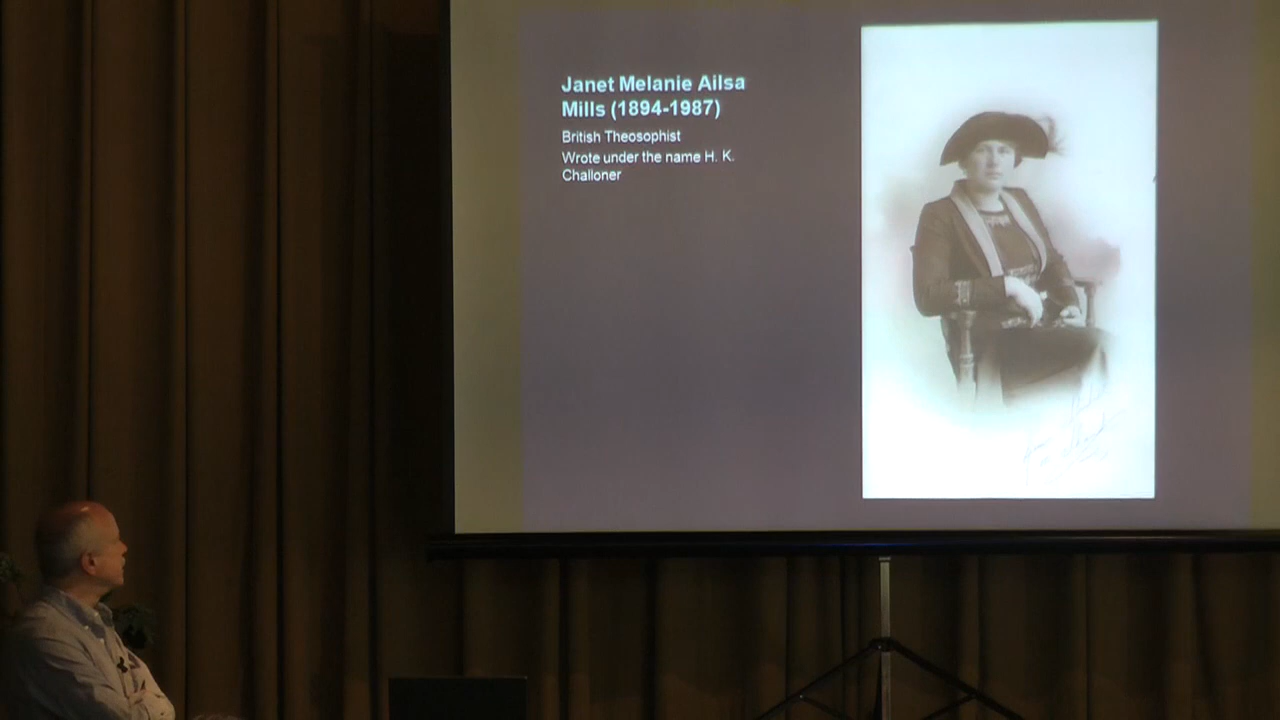 Janet Melanie Ailsa
Mills (1894-1987)
British Theosophist
Wrote under the name H. K.
Challoner